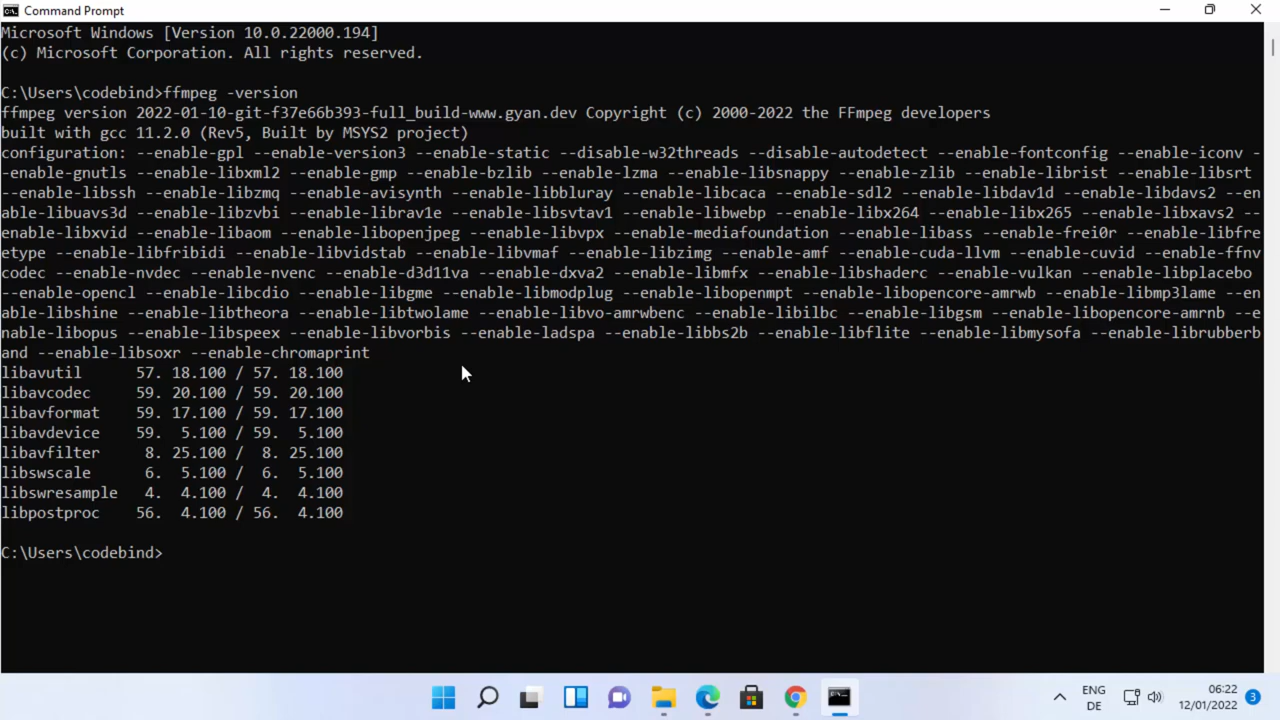 Command Prompt
Microsoft Windows [Version 10.0.22000.194]
(c) Microsoft Corporation. All rights reserved.
C:\Users\codebind>ffmpeg -version
ffmpeg version 2022-01-10-git-f37e66b393-full_build-www.gyan.dev Copyright (c) 2000-2022 the FFmpeg developers
built with gcc 11.2.0 (Rev5, Built by MSYS2 project)
configuration: --enable-gpl --enable-version3 --enable-static --disable-w32threads --disable-autodetect --enable-fontconfig --enable-iconv -
-enable-gnutls --enable-libxml2 --enable-gmp --enable-bzlib --enable-lzma --enable-libsnappy --enable-zlib --enable-librist --enable-libsrt
--enable-libssh --enable-libzmq --enable-avisynth --enable-libbluray --enable-libcaca --enable-sdl2 --enable-libdav1d --enable-libdavs2 --en
able-libuavs3d --enable-libzvbi --enable-librav1e --enable-libsvtav1 --enable-libwebp --enable-libx264 --enable-libx265 --enable-libxavs2 --
enable-libxvid --enable-libaom --enable-libopenjpeg --enable-libvpx --enable-mediafoundation --enable-libass --enable-frei0r --enable-libfre
etype --enable-libfribidi --enable-libvidstab --enable-libvmaf --enable-libzimg --enable-amf --enable-cuda-llvm --enable-cuvid --enable-ffnv
codec --enable-nvdec --enable-nvenc --enable-d3d11va --enable-dxva2 --enable-libmfx --enable-libshaderc --enable-vulkan --enable-libplacebo
--enable-opencl --enable-libcdio --enable-libgme --enable-libmodplug --enable-libopenmpt --enable-libopencore-amrwb --enable-libmp3lame --en
able-libshine --enable-libtheora --enable-libtwolame --enable-libvo-amrwbenc --enable-libilbc --enable-libgsm --enable-libopencore-amrnb --e
nable-libopus --enable-libspeex --enable-libvorbis --enable-ladspa --enable-libbs2b --enable-libflite --enable-libmysofa --enable-librubberb
and --enable-libsoxr --enable-chromaprint
libavutil      57. 18.100 / 57. 18.100
libavcodec     59. 20.100 / 59. 20.100
libavformat    59. 17.100 / 59. 17.100
libavdevice    59.  5.100 / 59.  5.100
libavfilter     8. 25.100 /  8. 25.100
libswscale      6.  5.100 /  6.  5.100
libswresample   4.  4.100 /  4.  4.100
libpostproc    56.  4.100 / 56.  4.100
C:\Users\codebind>
ENG
DE
06:22
12/01/2022
3